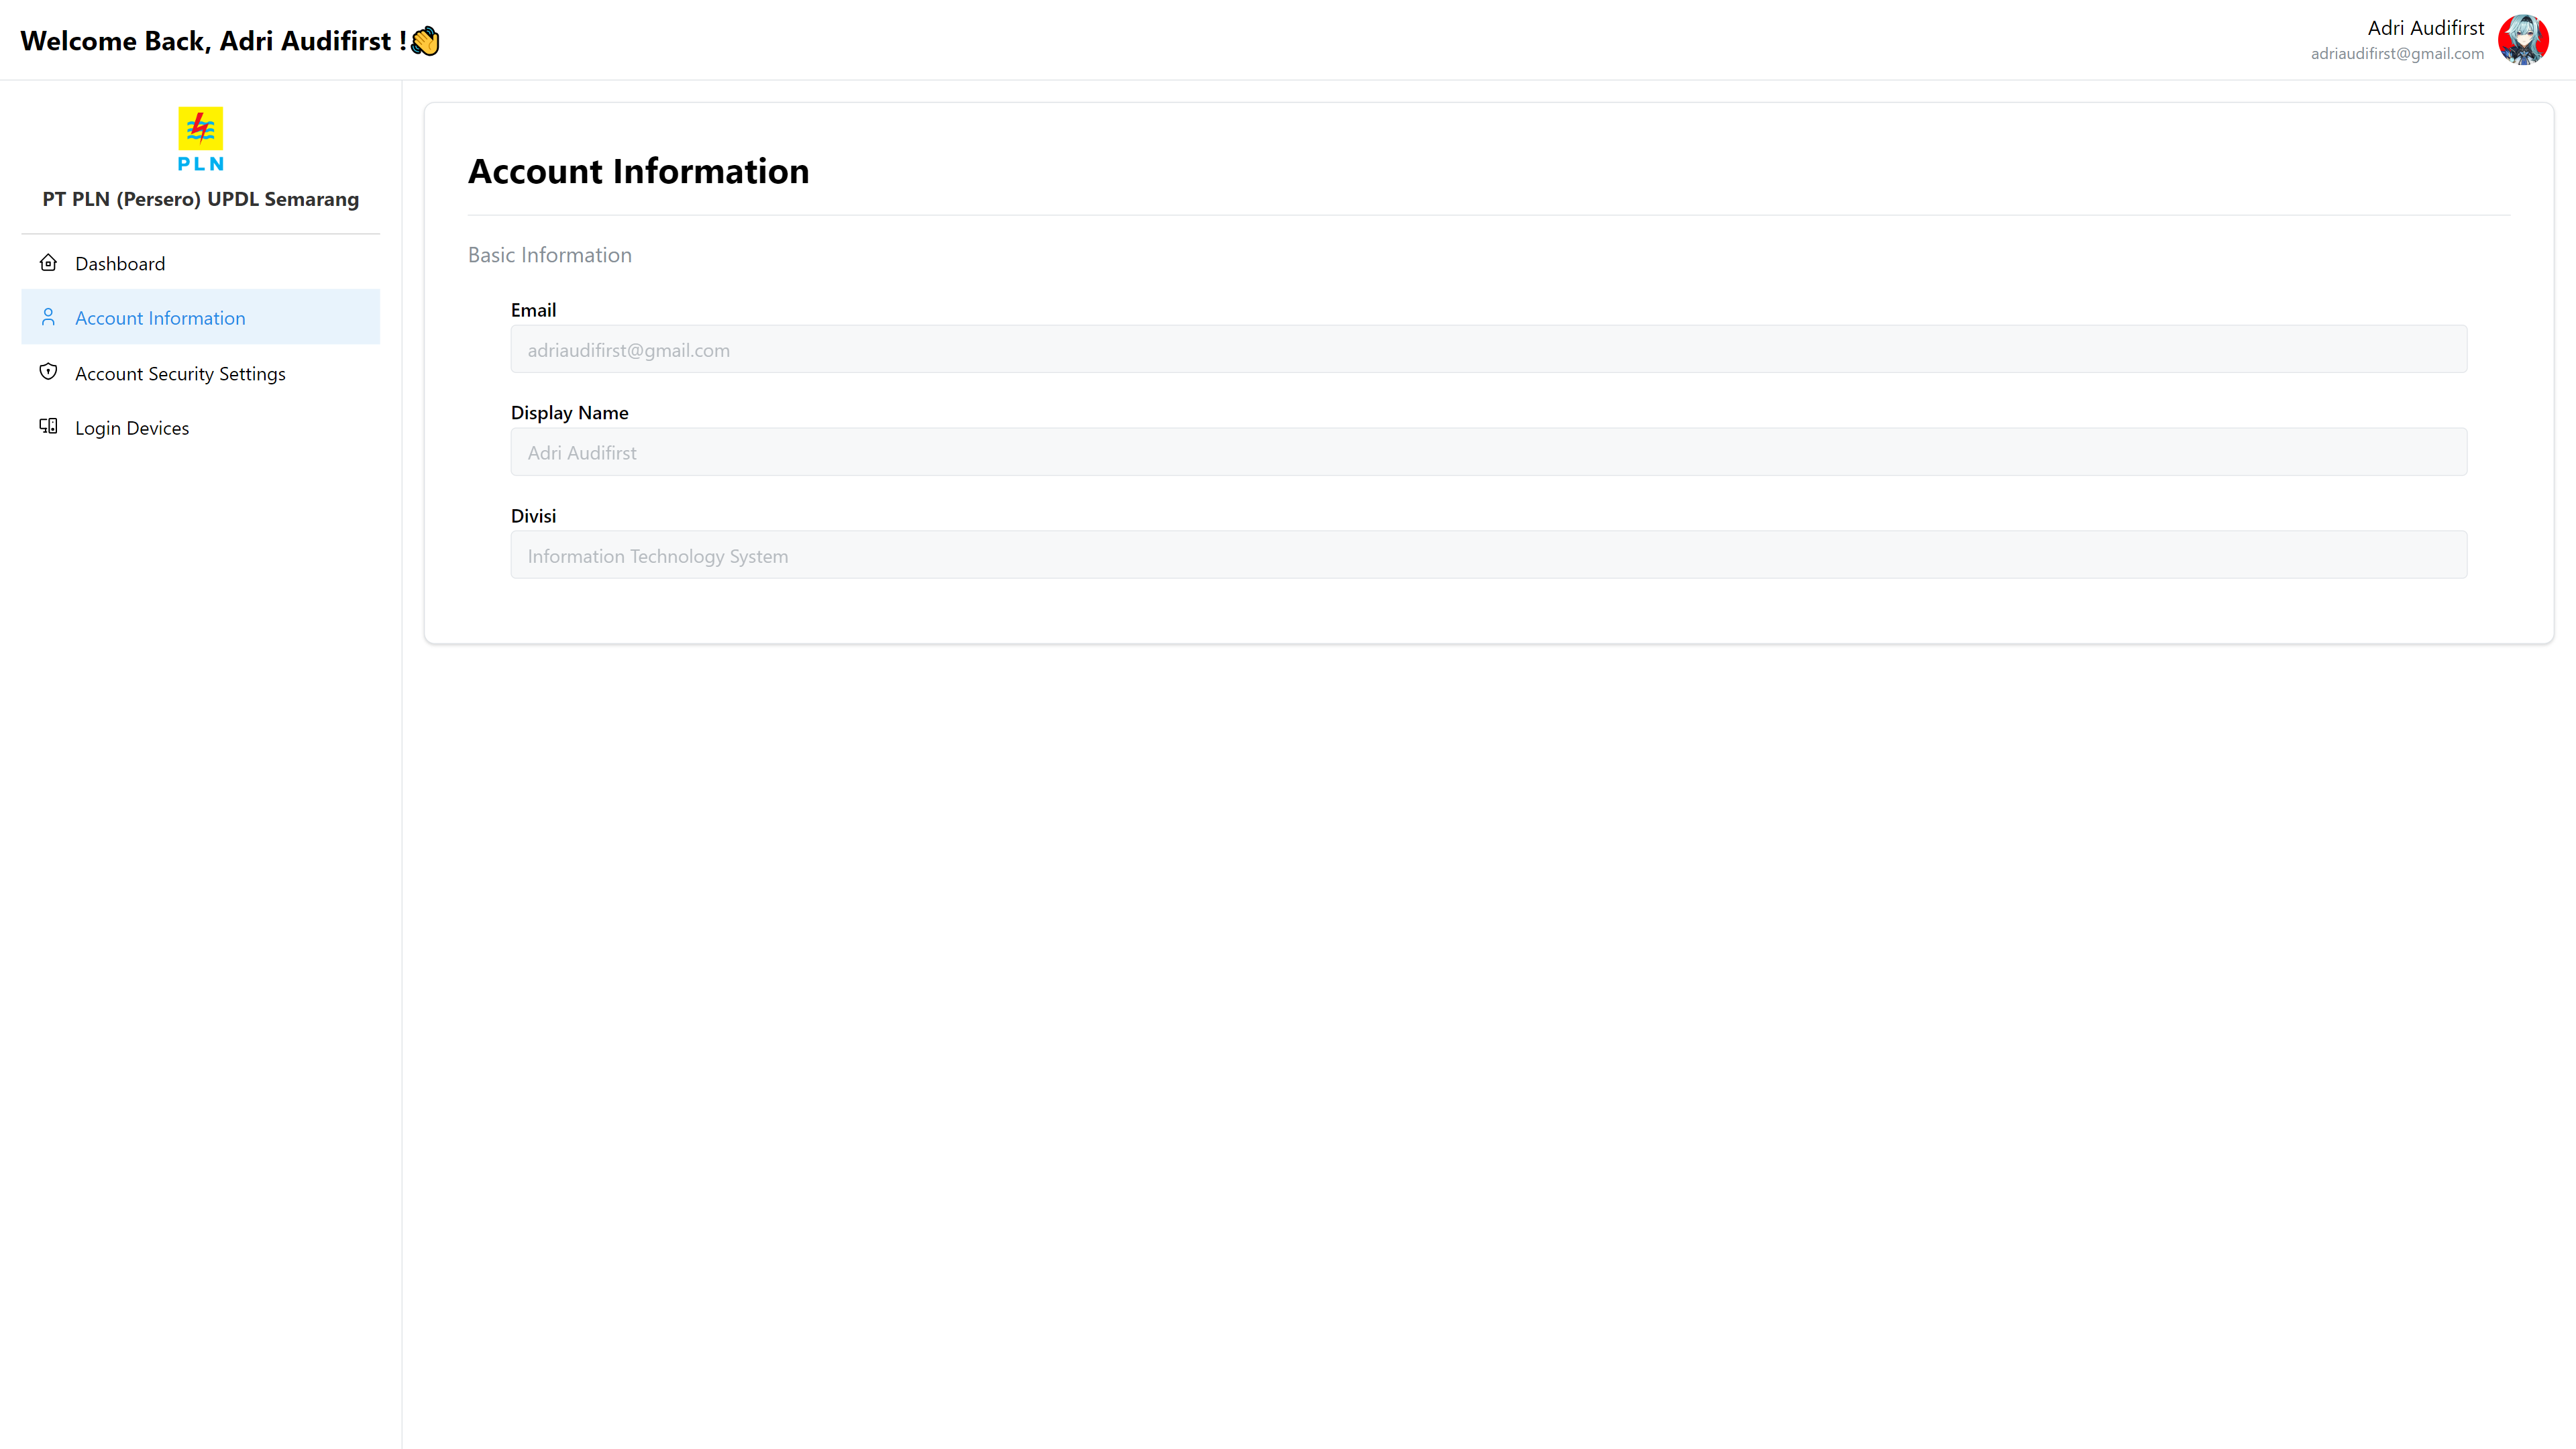 Welcome Back, Adri Audifirst !👋
Adri Audifirst
adriaudifirst@gmail.com
PLN
PT PLN (Persero) UPDL Semarang
Dashboard
Account Information
Account Security Settings
Login Devices
Account Information
Basic Information
Email
adriaudifirst@gmail.com
Display Name
Adri Audifirst
Divisi
Information Technology System